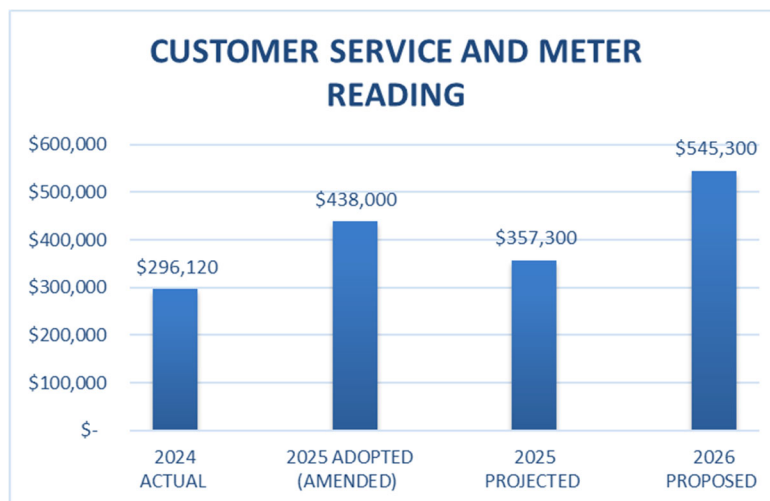 CUSTOMER SERVICE AND METER
READING
$600,000
$500,000
$400,000
$300,000
$200,000
$100,000
$-
$296,120
$438,000
$357,300
$545,300
2024
ACTUAL
2025 ADOPTED
(AMENDED)
2025
PROJECTED
2026
PROPOSED